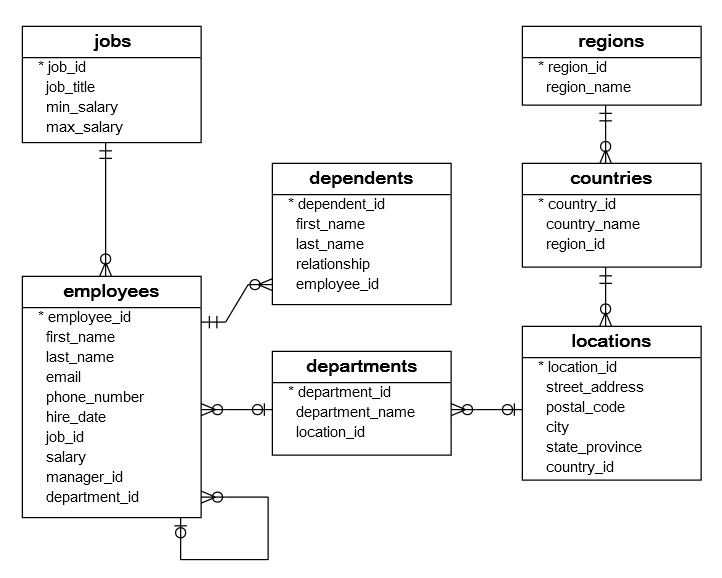 jobs
* job_id
job_title
min_salary
max_salary
regions
* region_id
region_name
dependents
* dependent_id
first_name
last_name
relationship
employee_id
countries
* country_id
country_name
region_id
employees
* employee_id
first_name
last_name
email
phone_number
hire_date
job_id
salary
manager_id
department_id
departments
* department_id
department_name
location_id
locations
* location_id
street_address
postal_code
city
state_province
country_id